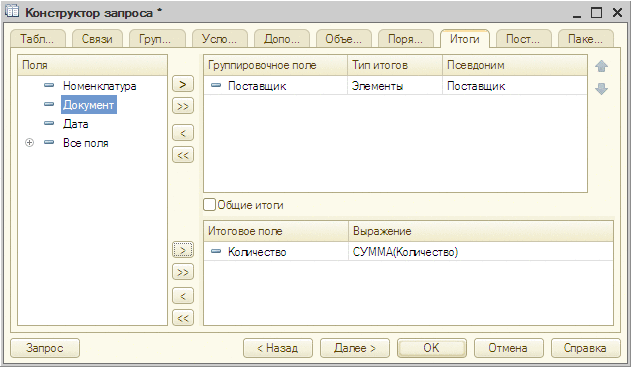 Конструктор запроса *
Табл... Связи Груп... Усло... Допо... Объе... Поря... Итоги Пост... Паке...
Поля
Номенклатура
Документ
Дата
Все поля
>
>>
<
<<
>
>>
<
<<
Группировочное поле Тип итогов Псевдоним
Поставщик Элементы Поставщик
Общие итоги
Итоговое поле Выражение
Количество СУММА(Количество)
Запрос < Назад Далее > ОК Отмена Справка